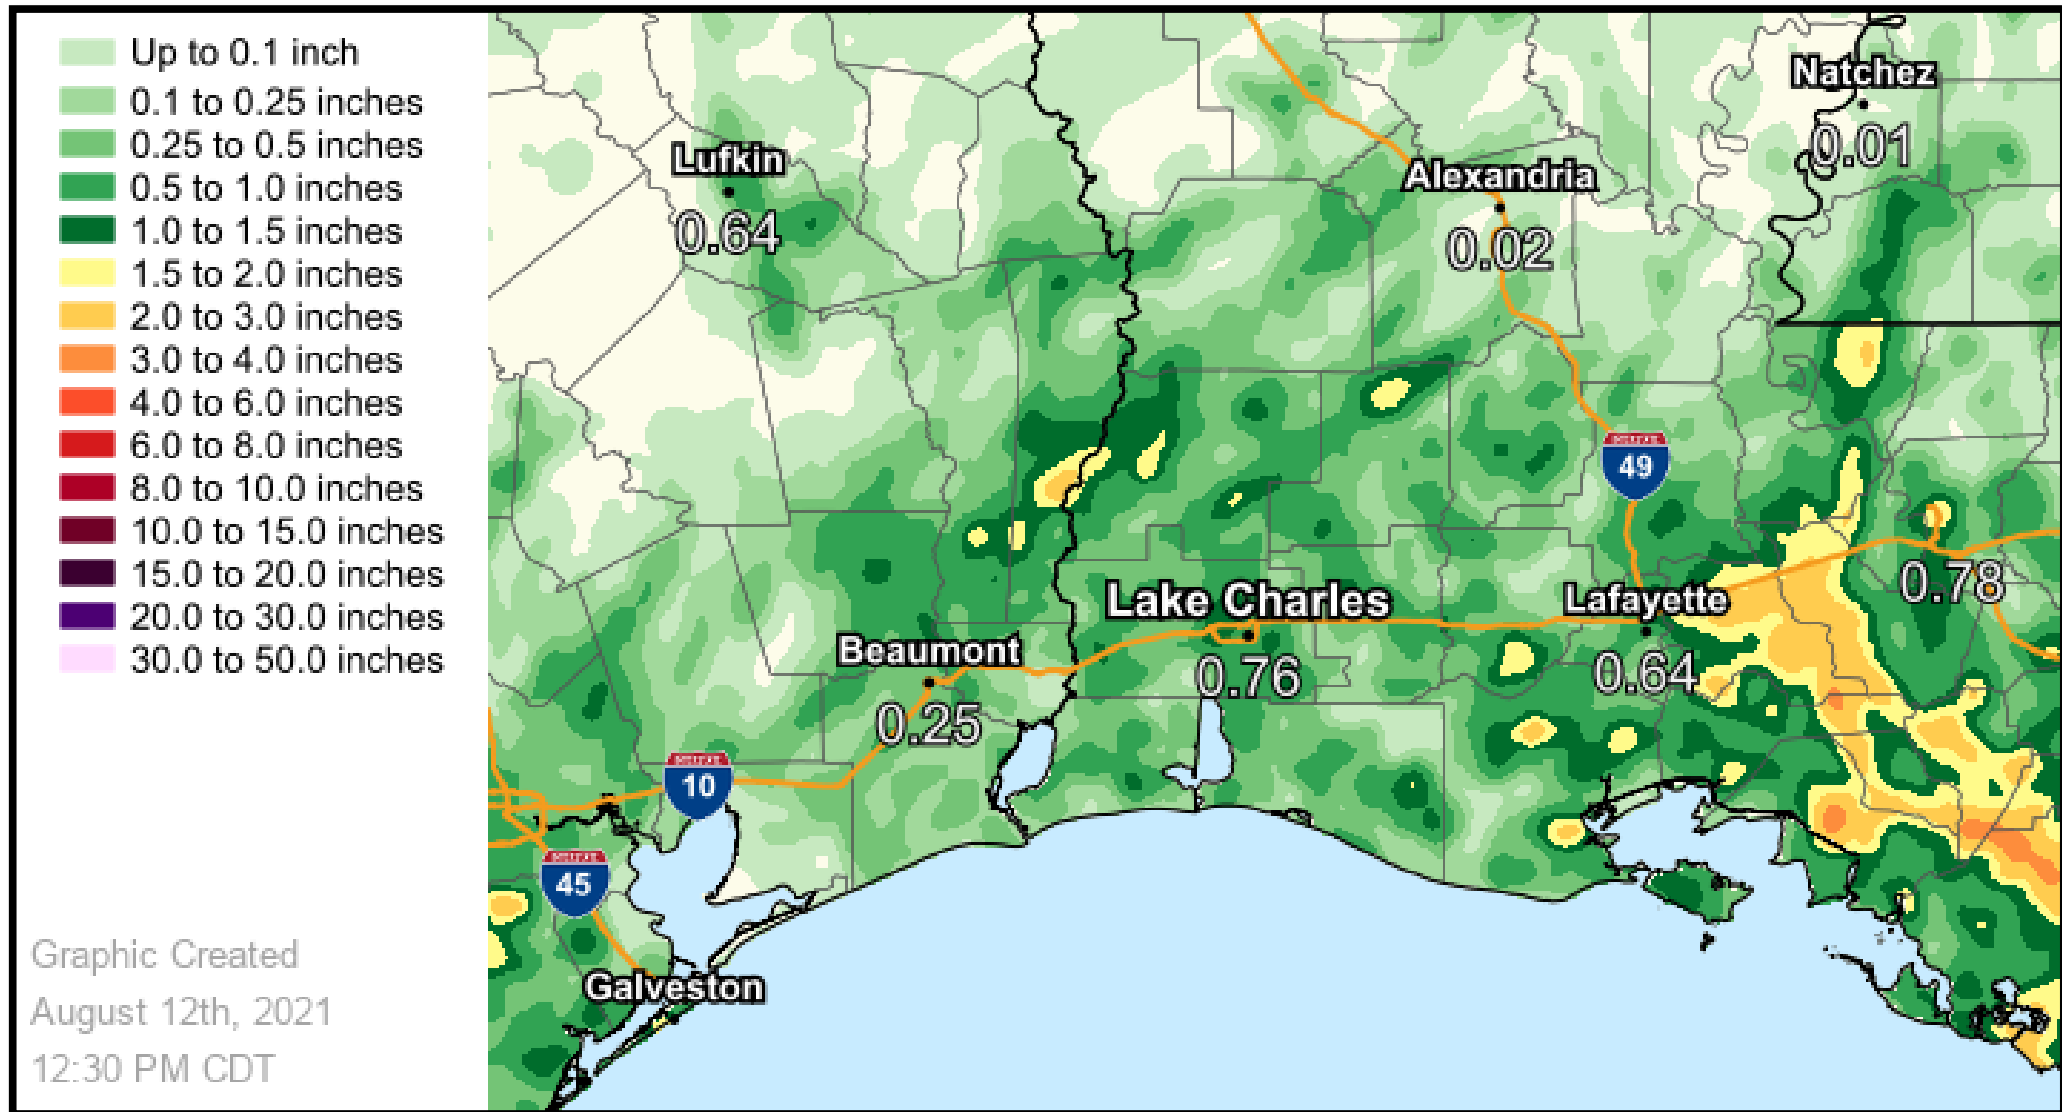 Up to 0.1 inch
0.1 to 0.25 inches
0.25 to 0.5 inches
0.5 to 1.0 inches
1.0 to 1.5 inches
1.5 to 2.0 inches
2.0 to 3.0 inches
3.0 to 4.0 inches
4.0 to 6.0 inches
6.0 to 8.0 inches
8.0 to 10.0 inches
10.0 to 15.0 inches
15.0 to 20.0 inches
20.0 to 30.0 inches
30.0 to 50.0 inches
Graphic Created
August 12th, 2021
12:30 PM CDT
Natchez
0.01
Lufkin
0.64
Alexandria
0.02
49
0.78
Lake Charles
0.76
Lafayette
0.64
Beaumont
0.25
10
45
Galveston